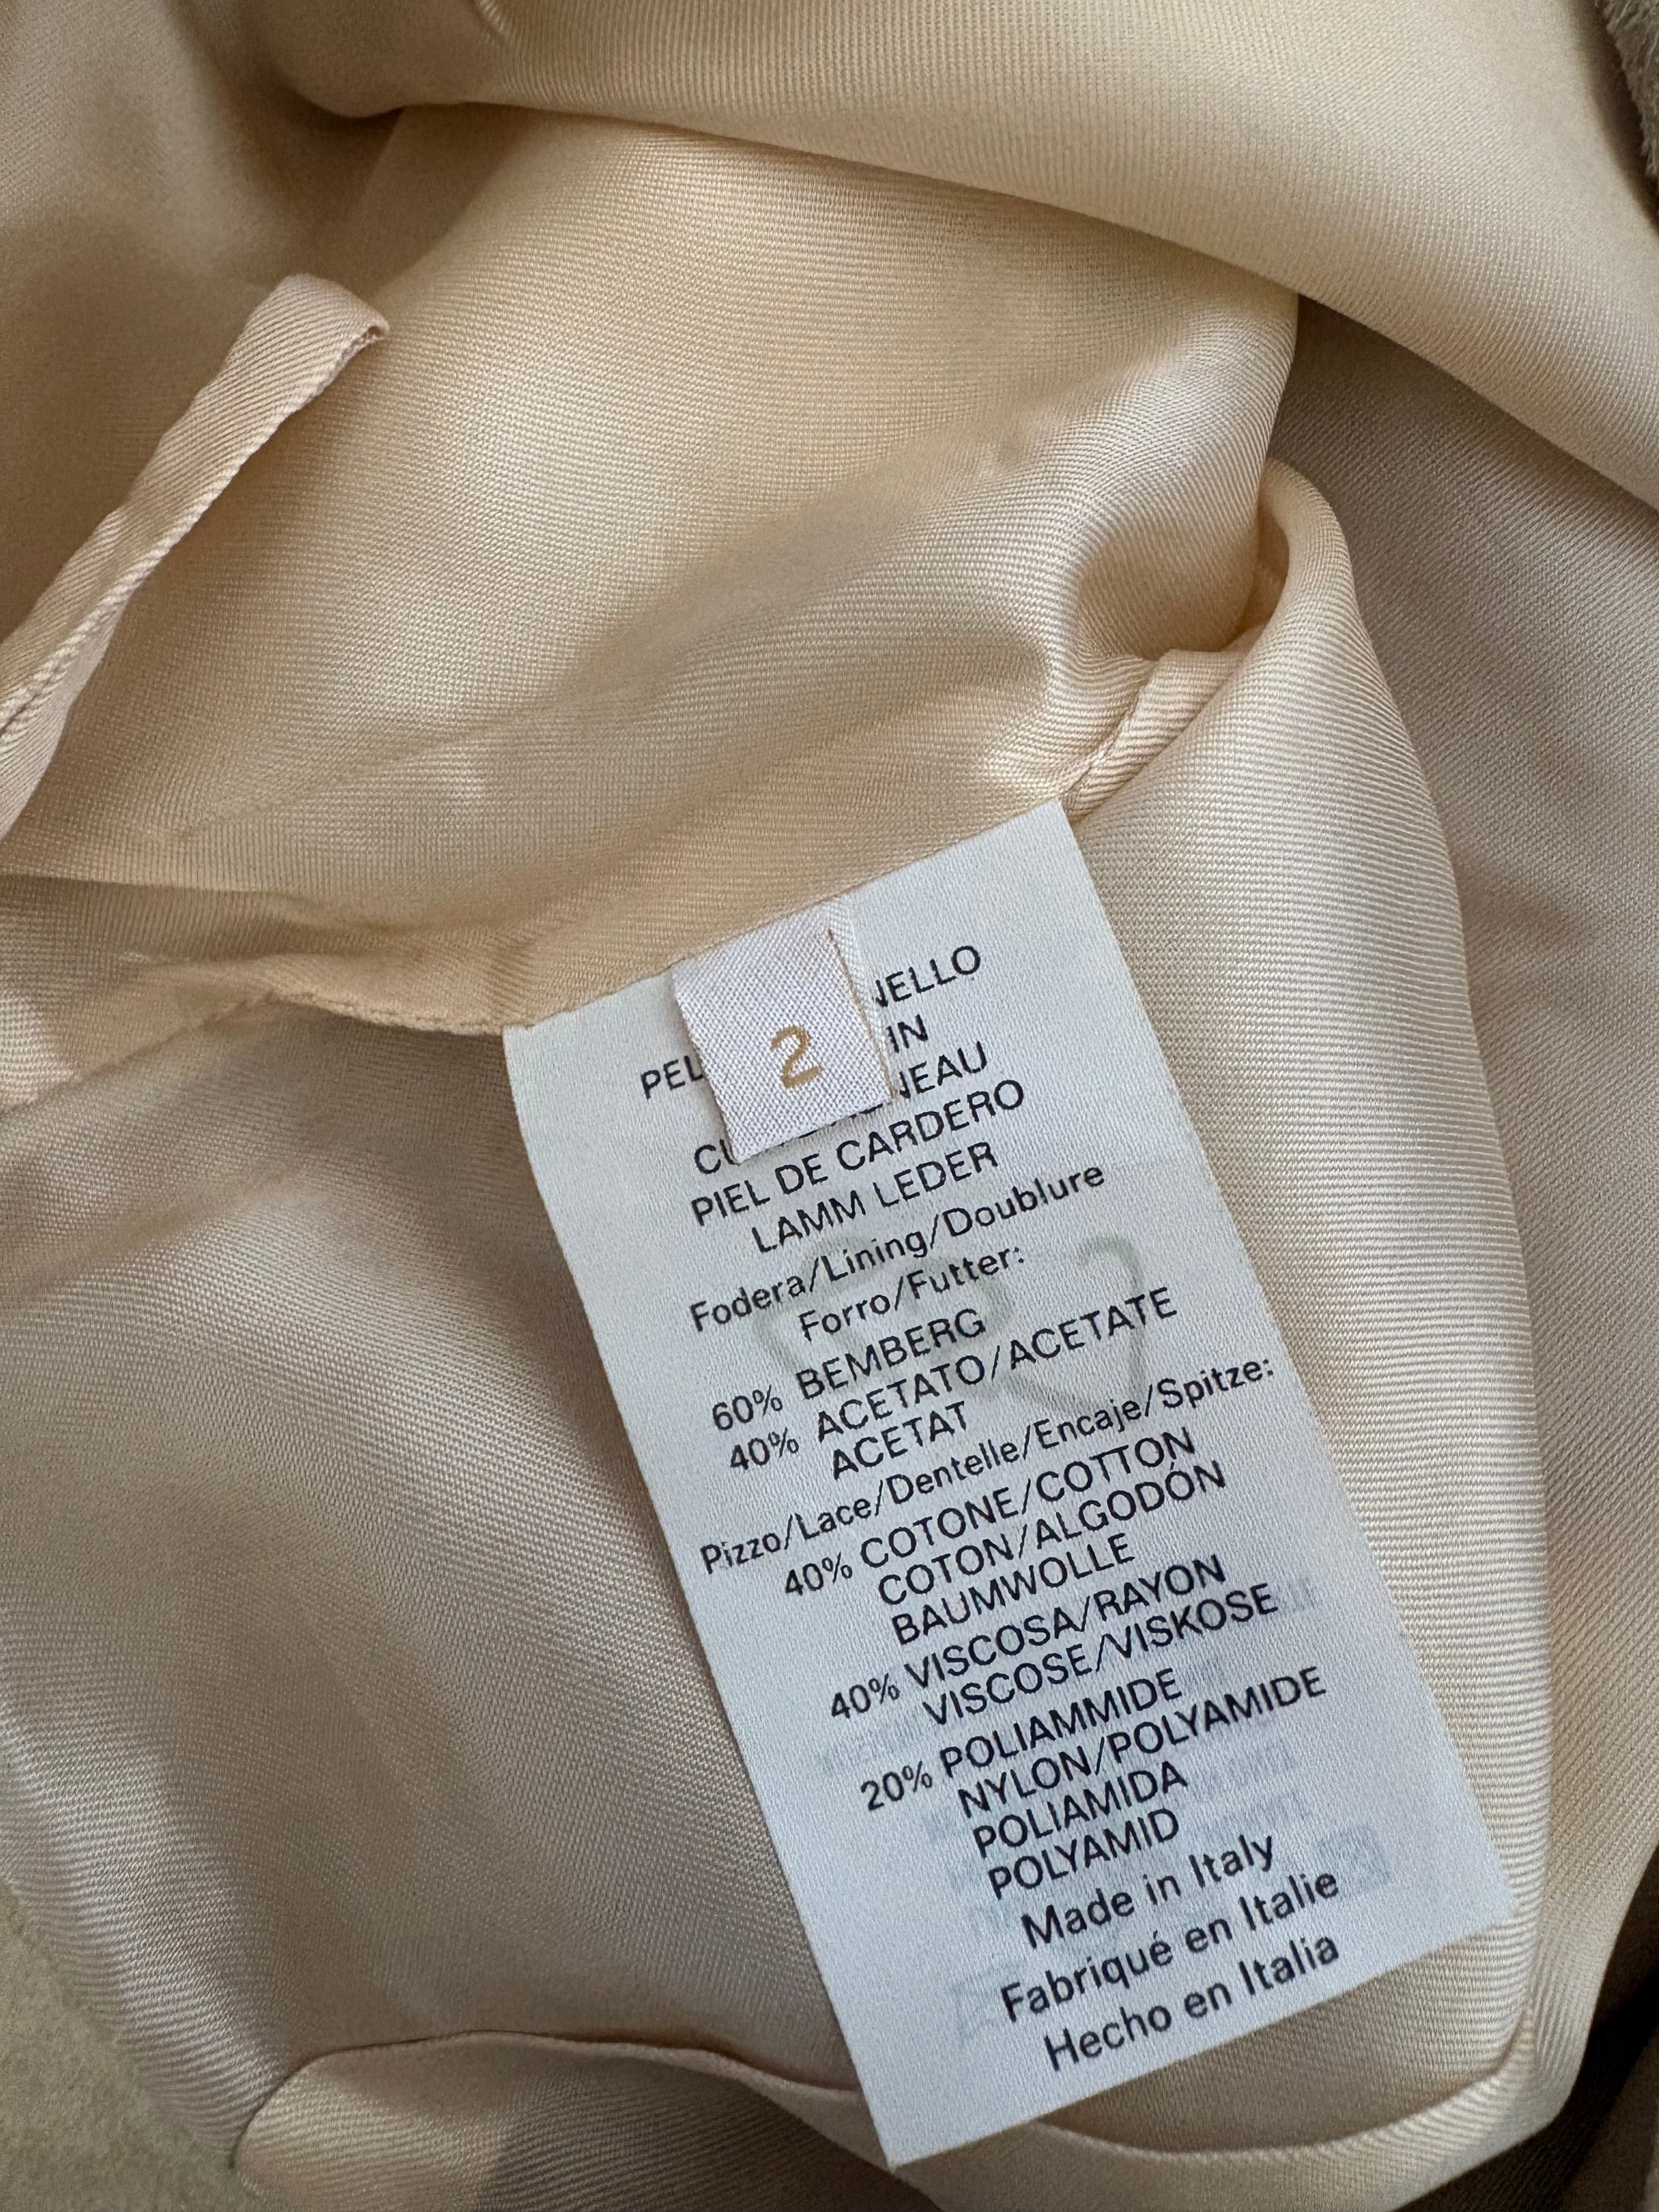 2
PIEL DE CARDERO
LAMM LEDER
Fodera/Lining/Doublure
Forro/Futter:
60% BEMBERG
40% ACETATO/ACETATE
ACETAT
Pizzo/Lace/Dentelle/Encaje/Spitze:
40% COTONE/COTTON
COTON/ALGODÓN
BAUMWOLLE
40% VISCOSA/RAYON
VISCOSE/VISKOSE
20% POLIAMMIDE
NYLON/POLYAMIDE
POLIAMIDA
POLYAMID
Made in Italy
Fabriqué en Italie
Hecho en Italia